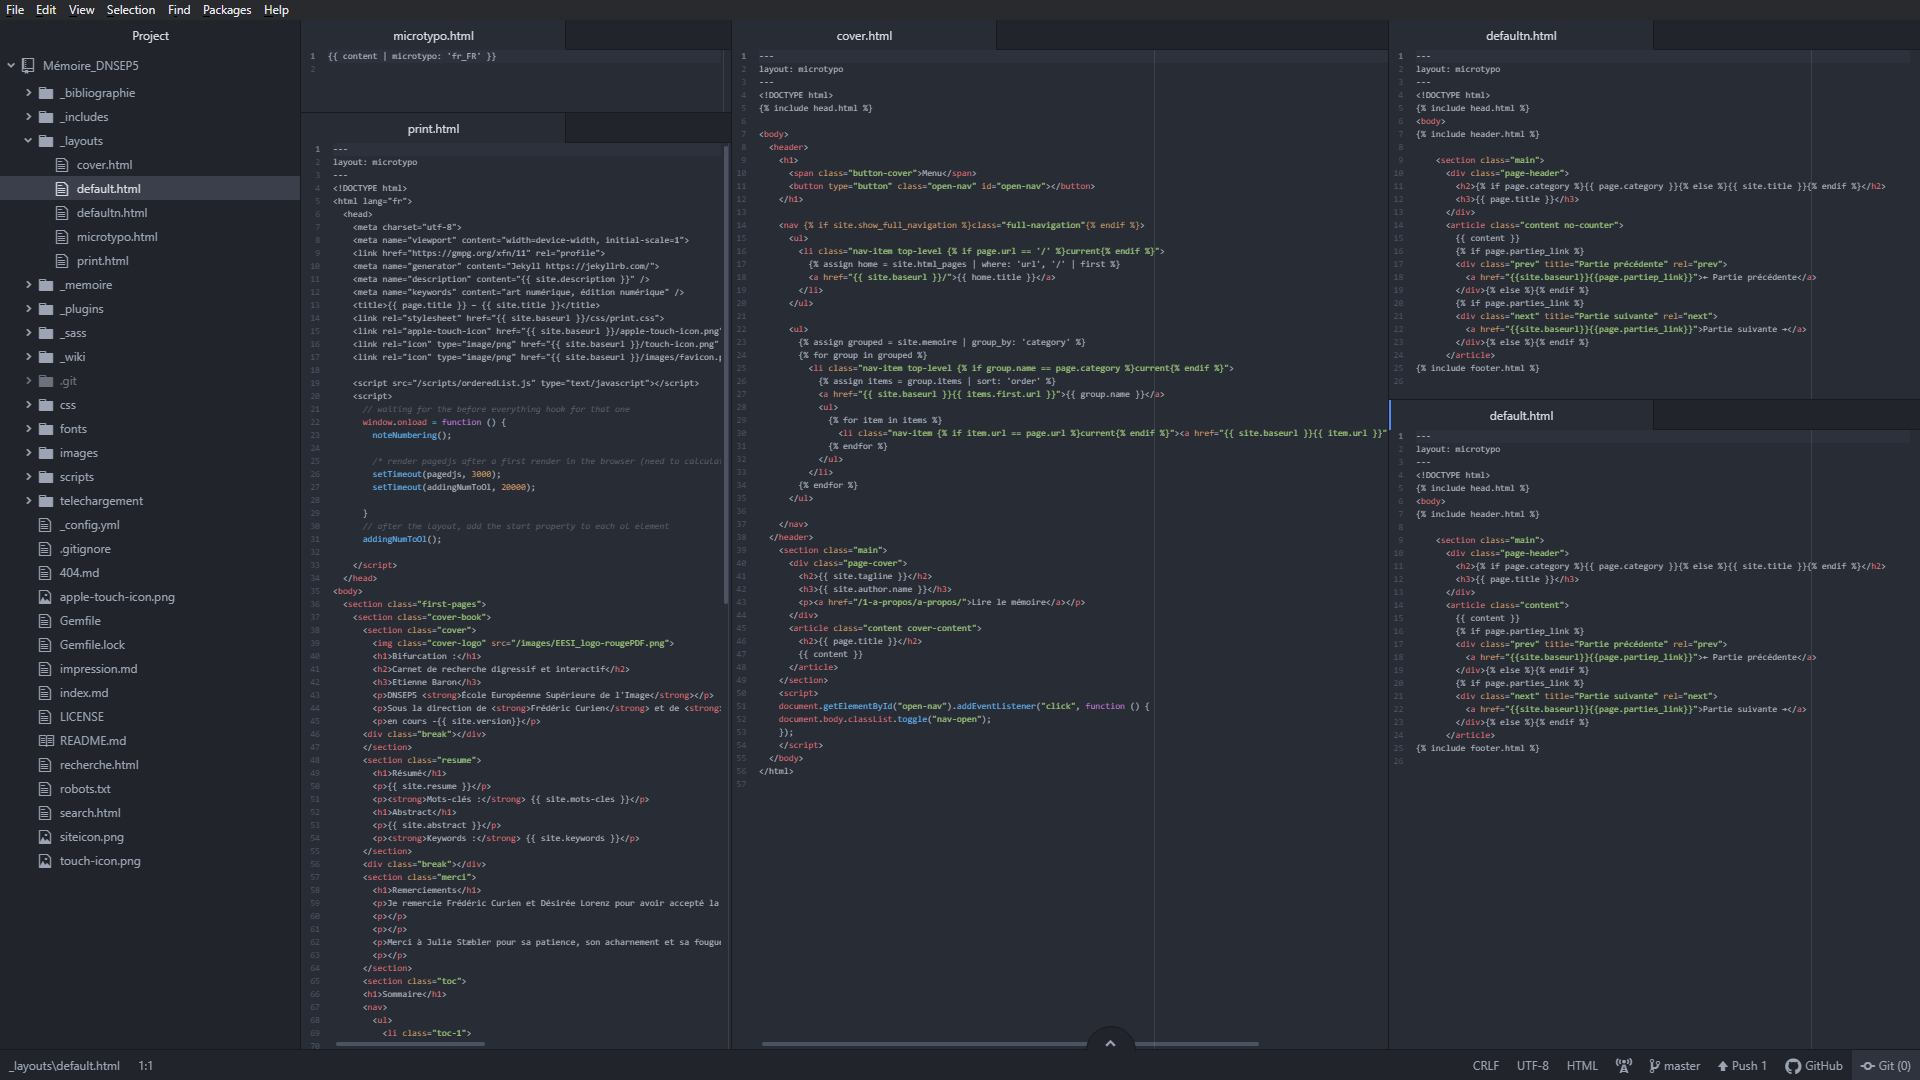 File Edit View Selection Find Packages Help
Project
Mémoire_DNSEP5
_bibliographie
_includes
_layouts
cover.html
default.html
defaultn.html
microtypo.html
print.html
_memoire
_plugins
_sass
_wiki
.git
css
fonts
images
scripts
telechargement
_config.yml
.gitignore
404.md
apple-touch-icon.png
Gemfile
Gemfile.lock
impression.md
index.md
LICENSE
README.md
recherche.html
robots.txt
search.html
siteicon.png
touch-icon.png
microtypo.html
1 {{ content | microtypo: 'fr_FR' }}
2
print.html
1 ---
2 layout: microtypo
3 ---
4 <!DOCTYPE html>
5 <html lang="fr">
6 <head>
7 <meta charset="utf-8">
8 <meta name="viewport" content="width=device-width, initial-scale=1">
9 <link href="https://gmpg.org/xfn/11" rel="profile">
10 <meta name="generator" content="Jekyll https://jekyllrb.com/">
11 <meta name="description" content="{{ site.description }}" />
12 <meta name="keywords" content="art numérique, édition numérique" />
13 <title>{{ page.title }} – {{ site.title }}</title>
14 <link rel="stylesheet" href="{{ site.baseurl }}/css/print.css">
15 <link rel="apple-touch-icon" href="{{ site.baseurl }}/apple-touch-icon.png"
16 <link rel="icon" type="image/png" href="{{ site.baseurl }}/touch-icon.png"
17 <link rel="icon" type="image/png" href="{{ site.baseurl }}/images/favicon.p
18
19 <script src="/scripts/orderedList.js" type="text/javascript"></script>
20 <script>
21 // waiting for the before everything hook for that one
22 window.onload = function () {
23 noteNumbering();
24
25 /* render pagedjs after a first render in the browser (need to calcula
26 setTimeout(pagedjs, 3000);
27 setTimeout(addingNumToOl, 20000);
28
29 }
30 // after the layout, add the start property to each ol element
31 addingNumToOl();
32
33 </script>
34 </head>
35 <body>
36 <section class="first-pages">
37 <section class="cover-book">
38 <section class="cover">
39 <img class="cover-logo" src="/images/EESI_logo-rougePDF.png">
40 <h1>Bifurcation :</h1>
41 <h2>Carnet de recherche digressif et interactif</h2>
42 <h3>Etienne Baron</h3>
43 <p>DNSEP5 <strong>École Européenne Supérieure de l'Image</strong></p>
44 <p>Sous la direction de <strong>Frédéric Curien</strong> et de <strong>
45 <p>en cours -{{ site.version}}</p>
46 <div class="break"></div>
47 </section>
48 <section class="resume">
49 <h1>Résumé</h1>
50 <p>{{ site.resume }}</p>
51 <p><strong>Mots-clés :</strong> {{ site.mots-cles }}</p>
52 <h1>Abstract</h1>
53 <p>{{ site.abstract }}</p>
54 <p><strong>Keywords :</strong> {{ site.keywords }}</p>
55 </section>
56 <div class="break"></div>
57 <section class="merci">
58 <h1>Remerciements</h1>
59 <p>Je remercie Frédéric Curien et Désirée Lorenz pour avoir accepté la
60 <p></p>
61 <p></p>
62 <p>Merci à Julie Stæbler pour sa patience, son acharnement et sa fougue
63 <p></p>
64 </section>
65 <section class="toc">
66 <h1>Sommaire</h1>
67 <nav>
68 <ul>
69 <li class="toc-1">
70
cover.html
1 ---
2 layout: microtypo
3 ---
4 <!DOCTYPE html>
5 {% include head.html %}
6
7 <body>
8 <header>
9 <h1>
10 <span class="button-cover">Menu</span>
11 <button type="button" class="open-nav" id="open-nav"></button>
12 </h1>
13
14 <nav {% if site.show_full_navigation %}class="full-navigation"{% endif %}>
15 <ul>
16 <li class="nav-item top-level {% if page.url == '/' %}current{% endif %}">
17 {% assign home = site.html_pages | where: 'url', '/' | first %}
18 <a href="{{ site.baseurl }}/">{{ home.title }}</a>
19 </li>
20 </ul>
21
22 <ul>
23 {% assign grouped = site.memoire | group_by: 'category' %}
24 {% for group in grouped %}
25 <li class="nav-item top-level {% if group.name == page.category %}current{% endif %}">
26 {% assign items = group.items | sort: 'order' %}
27 <a href="{{ site.baseurl }}{{ items.first.url }}">{{ group.name }}</a>
28 <ul>
29 {% for item in items %}
30 <li class="nav-item {% if item.url == page.url %}current{% endif %}"><a href="{{ site.baseurl }}{{ item.url }}"
31 {% endfor %}
32 </ul>
33 </li>
34 {% endfor %}
35 </ul>
36
37 </nav>
38 </header>
39 <section class="main">
40 <div class="page-cover">
41 <h2>{{ site.tagline }}</h2>
42 <h3>{{ site.author.name }}</h3>
43 <p><a href="/1-a-propos/a-propos/">Lire le mémoire</a></p>
44 </div>
45 <article class="content cover-content">
46 <h2>{{ page.title }}</h2>
47 {{ content }}
48 </article>
49 </section>
50 <script>
51 document.getElementById("open-nav").addEventListener("click", function () {
52 document.body.classList.toggle("nav-open");
53 });
54 </script>
55 </body>
56 </html>
57
defaultn.html
1 ---
2 layout: microtypo
3 ---
4 <!DOCTYPE html>
5 {% include head.html %}
6 <body>
7 {% include header.html %}
8
9 <section class="main">
10 <div class="page-header">
11 <h2>{% if page.category %}{{ page.category }}{% else %}{{ site.title }}{% endif %}</h2>
12 <h3>{{ page.title }}</h3>
13 </div>
14 <article class="content no-counter">
15 {{ content }}
16 {% if page.partiep_link %}
17 <div class="prev" title="Partie précédente" rel="prev">
18 <a href="{{site.baseurl}}{{page.partiep_link}}">← Partie précédente</a>
19 </div>{% else %}{% endif %}
20 {% if page.parties_link %}
21 <div class="next" title="Partie suivante" rel="next">
22 <a href="{{site.baseurl}}{{page.parties_link}}">Partie suivante →</a>
23 </div>{% else %}{% endif %}
24 </article>
25 {% include footer.html %}
26
default.html
1 ---
2 layout: microtypo
3 ---
4 <!DOCTYPE html>
5 {% include head.html %}
6 <body>
7 {% include header.html %}
8
9 <section class="main">
10 <div class="page-header">
11 <h2>{% if page.category %}{{ page.category }}{% else %}{{ site.title }}{% endif %}</h2>
12 <h3>{{ page.title }}</h3>
13 </div>
14 <article class="content">
15 {{ content }}
16 {% if page.partiep_link %}
17 <div class="prev" title="Partie précédente" rel="prev">
18 <a href="{{site.baseurl}}{{page.partiep_link}}">← Partie précédente</a>
19 </div>{% else %}{% endif %}
20 {% if page.parties_link %}
21 <div class="next" title="Partie suivante" rel="next">
22 <a href="{{site.baseurl}}{{page.parties_link}}">Partie suivante →</a>
23 </div>{% else %}{% endif %}
24 </article>
25 {% include footer.html %}
26
_layouts\default.html 1:1 CRLF UTF-8 HTML master Push 1 GitHub Git (0)